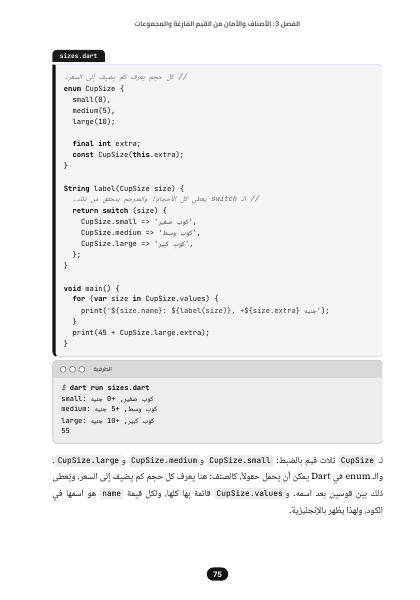 الفصل 3: الأصناف والأمان من القيم الفارغة والمجموعات
sizes.dart
// كل حجم يعرف كم يضيف إلى السعر.
enum CupSize {
  small(0),
  medium(5),
  large(10);
  final int extra;
  const CupSize(this.extra);
}
String label(CupSize size) {
  // الـ switch يغطي كل الأحجام: والمترجم يتحقق من ذلك.
  return switch (size) {
    CupSize.small => 'كوب صغير',
    CupSize.medium => 'كوب وسط',
    CupSize.large => 'كوب كبير',
  };
}
void main() {
  for (var size in CupSize.values) {
    print('${size.name}: ${label(size)}, +${size.extra} جنيه');
  }
  print(45 + CupSize.large.extra);
}
الطرفية
$ dart run sizes.dart
small: كوب صغير, +0 جنيه
medium: كوب وسط, +5 جنيه
large: كوب كبير, +10 جنيه
55
لـ CupSize ثلاث قيم بالضبط: CupSize.small و CupSize.medium و CupSize.large .
والـ enum في Dart يمكن أن يحمل حقولاً، كالصنف: هنا يعرف كل حجم كم يضيف إلى السعر، ويُعطى
ذلك بين قوسين بعد اسمه. و CupSize.values قائمة بها كلها، ولكل قيمة name هو اسمها في
الكود، ولهذا يظهر بالإنجليزية.
75